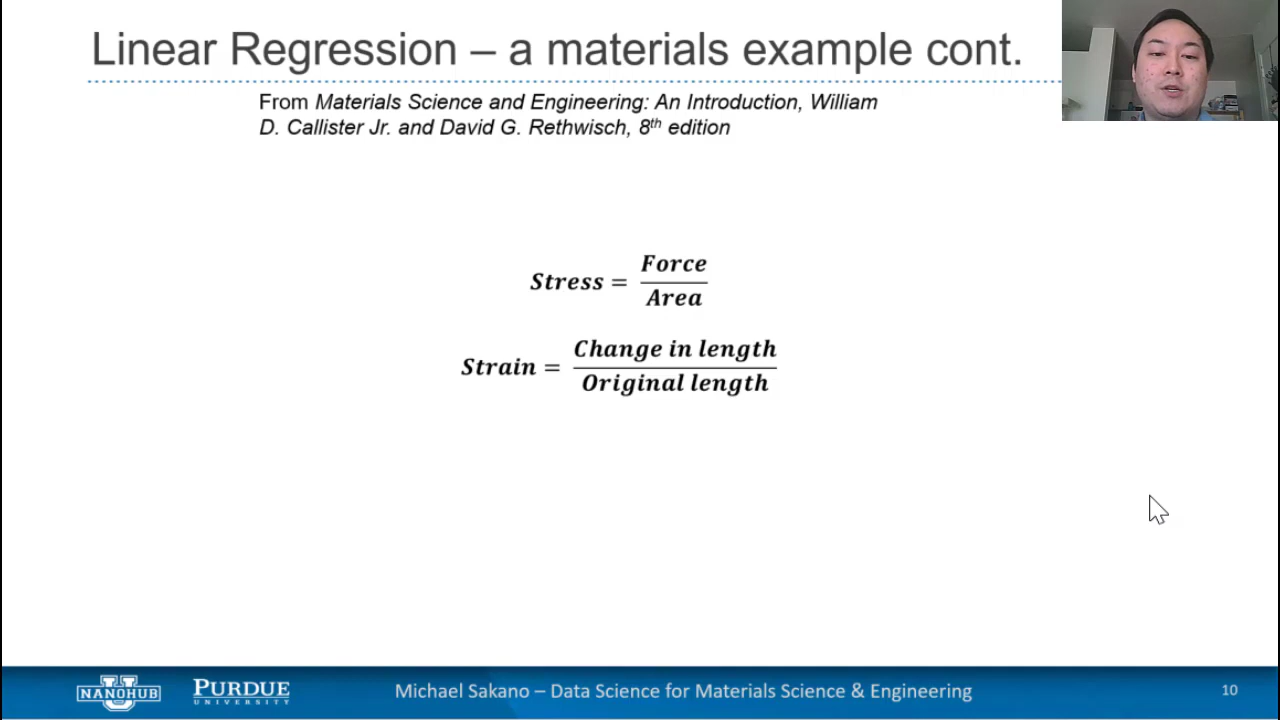 Linear Regression – a materials example cont.
From Materials Science and Engineering: An Introduction, William
D. Callister Jr. and David G. Rethwisch, 8th edition
Stress = Force / Area
Strain = Change in length / Original length
NANOHUB
PURDUE
UNIVERSITY
Michael Sakano – Data Science for Materials Science & Engineering
10